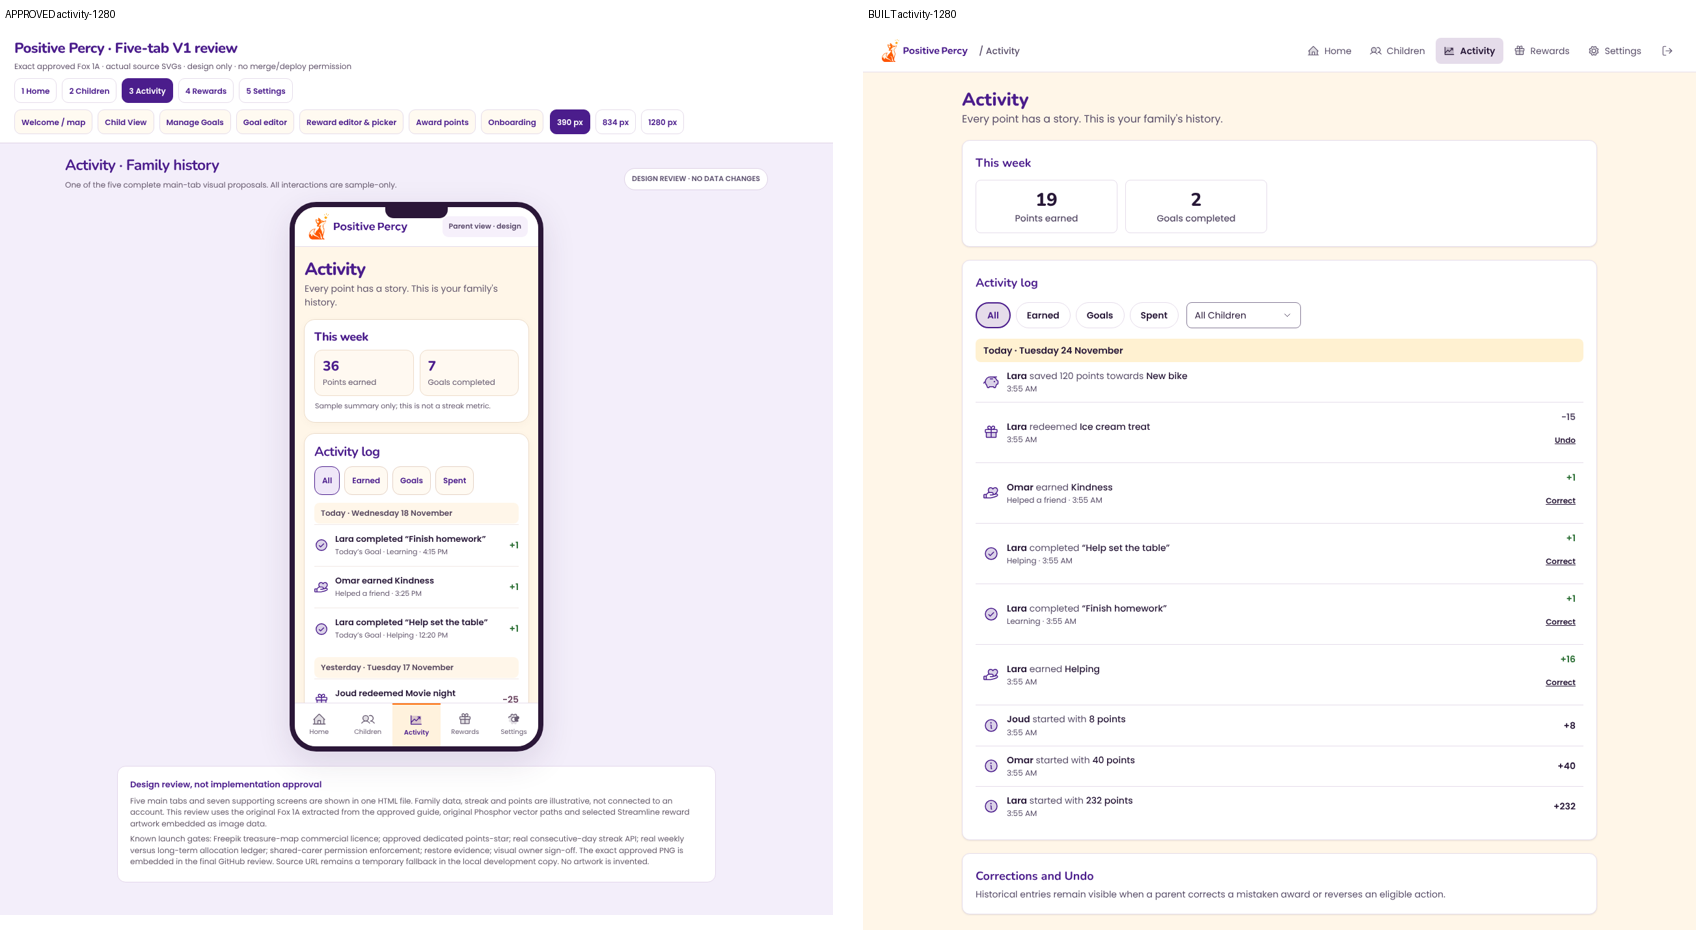 APPROVED activity-1280
Positive Percy · Five-tab V1 review
Exact approved Fox 1A · actual source SVGs · design only · no merge/deploy permission
1 Home
2 Children
3 Activity
4 Rewards
5 Settings
Welcome / map
Child View
Manage Goals
Goal editor
Reward editor & picker
Award points
Onboarding
390 px
834 px
1280 px
Activity · Family history
One of the five complete main-tab visual proposals. All interactions are sample-only.
DESIGN REVIEW · NO DATA CHANGES
Positive Percy
Parent view · design
Activity
Every point has a story. This is your family's
history.
This week
36
Points earned
7
Goals completed
Sample summary only; this is not a streak metric.
Activity log
All
Earned
Goals
Spent
Today · Wednesday 18 November
Lara completed “Finish homework”
Today's Goal · Learning · 4:15 PM
+1
Omar earned Kindness
Helped a friend · 3:25 PM
+1
Lara completed “Help set the table”
Today's Goal · Helping · 12:20 PM
+1
Yesterday · Tuesday 17 November
Joud redeemed Movie night
−25
Home
Children
Activity
Rewards
Settings
Design review, not implementation approval
Five main tabs and seven supporting screens are shown in one HTML file. Family data, streak and points are illustrative, not connected to an
account. This review uses the original Fox 1A extracted from the approved guide, original Phosphor vector paths and selected Streamline reward
artwork embedded as image data.
Known launch gates: Freepik treasure-map commercial licence; approved dedicated points-star; real consecutive-day streak API; real weekly
versus long-term allocation ledger; shared-carer permission enforcement; restore evidence; visual owner sign-off. The exact approved PNG is
embedded in the final GitHub review. Source URL remains a temporary fallback in the local development copy. No artwork is invented.
BUILT activity-1280
Positive Percy / Activity
Home
Children
Activity
Rewards
Settings
Activity
Every point has a story. This is your family's history.
This week
19
Points earned
2
Goals completed
Activity log
All
Earned
Goals
Spent
All Children
Today · Tuesday 24 November
Lara saved 120 points towards New bike
3:55 AM
Lara redeemed Ice cream treat
3:55 AM
−15
Undo
Omar earned Kindness
Helped a friend · 3:55 AM
+1
Correct
Lara completed “Help set the table”
Helping · 3:55 AM
+1
Correct
Lara completed “Finish homework”
Learning · 3:55 AM
+1
Correct
Lara earned Helping
3:55 AM
+16
Correct
Joud started with 8 points
3:55 AM
+8
Omar started with 40 points
3:55 AM
+40
Lara started with 232 points
3:55 AM
+232
Corrections and Undo
Historical entries remain visible when a parent corrects a mistaken award or reverses an eligible action.